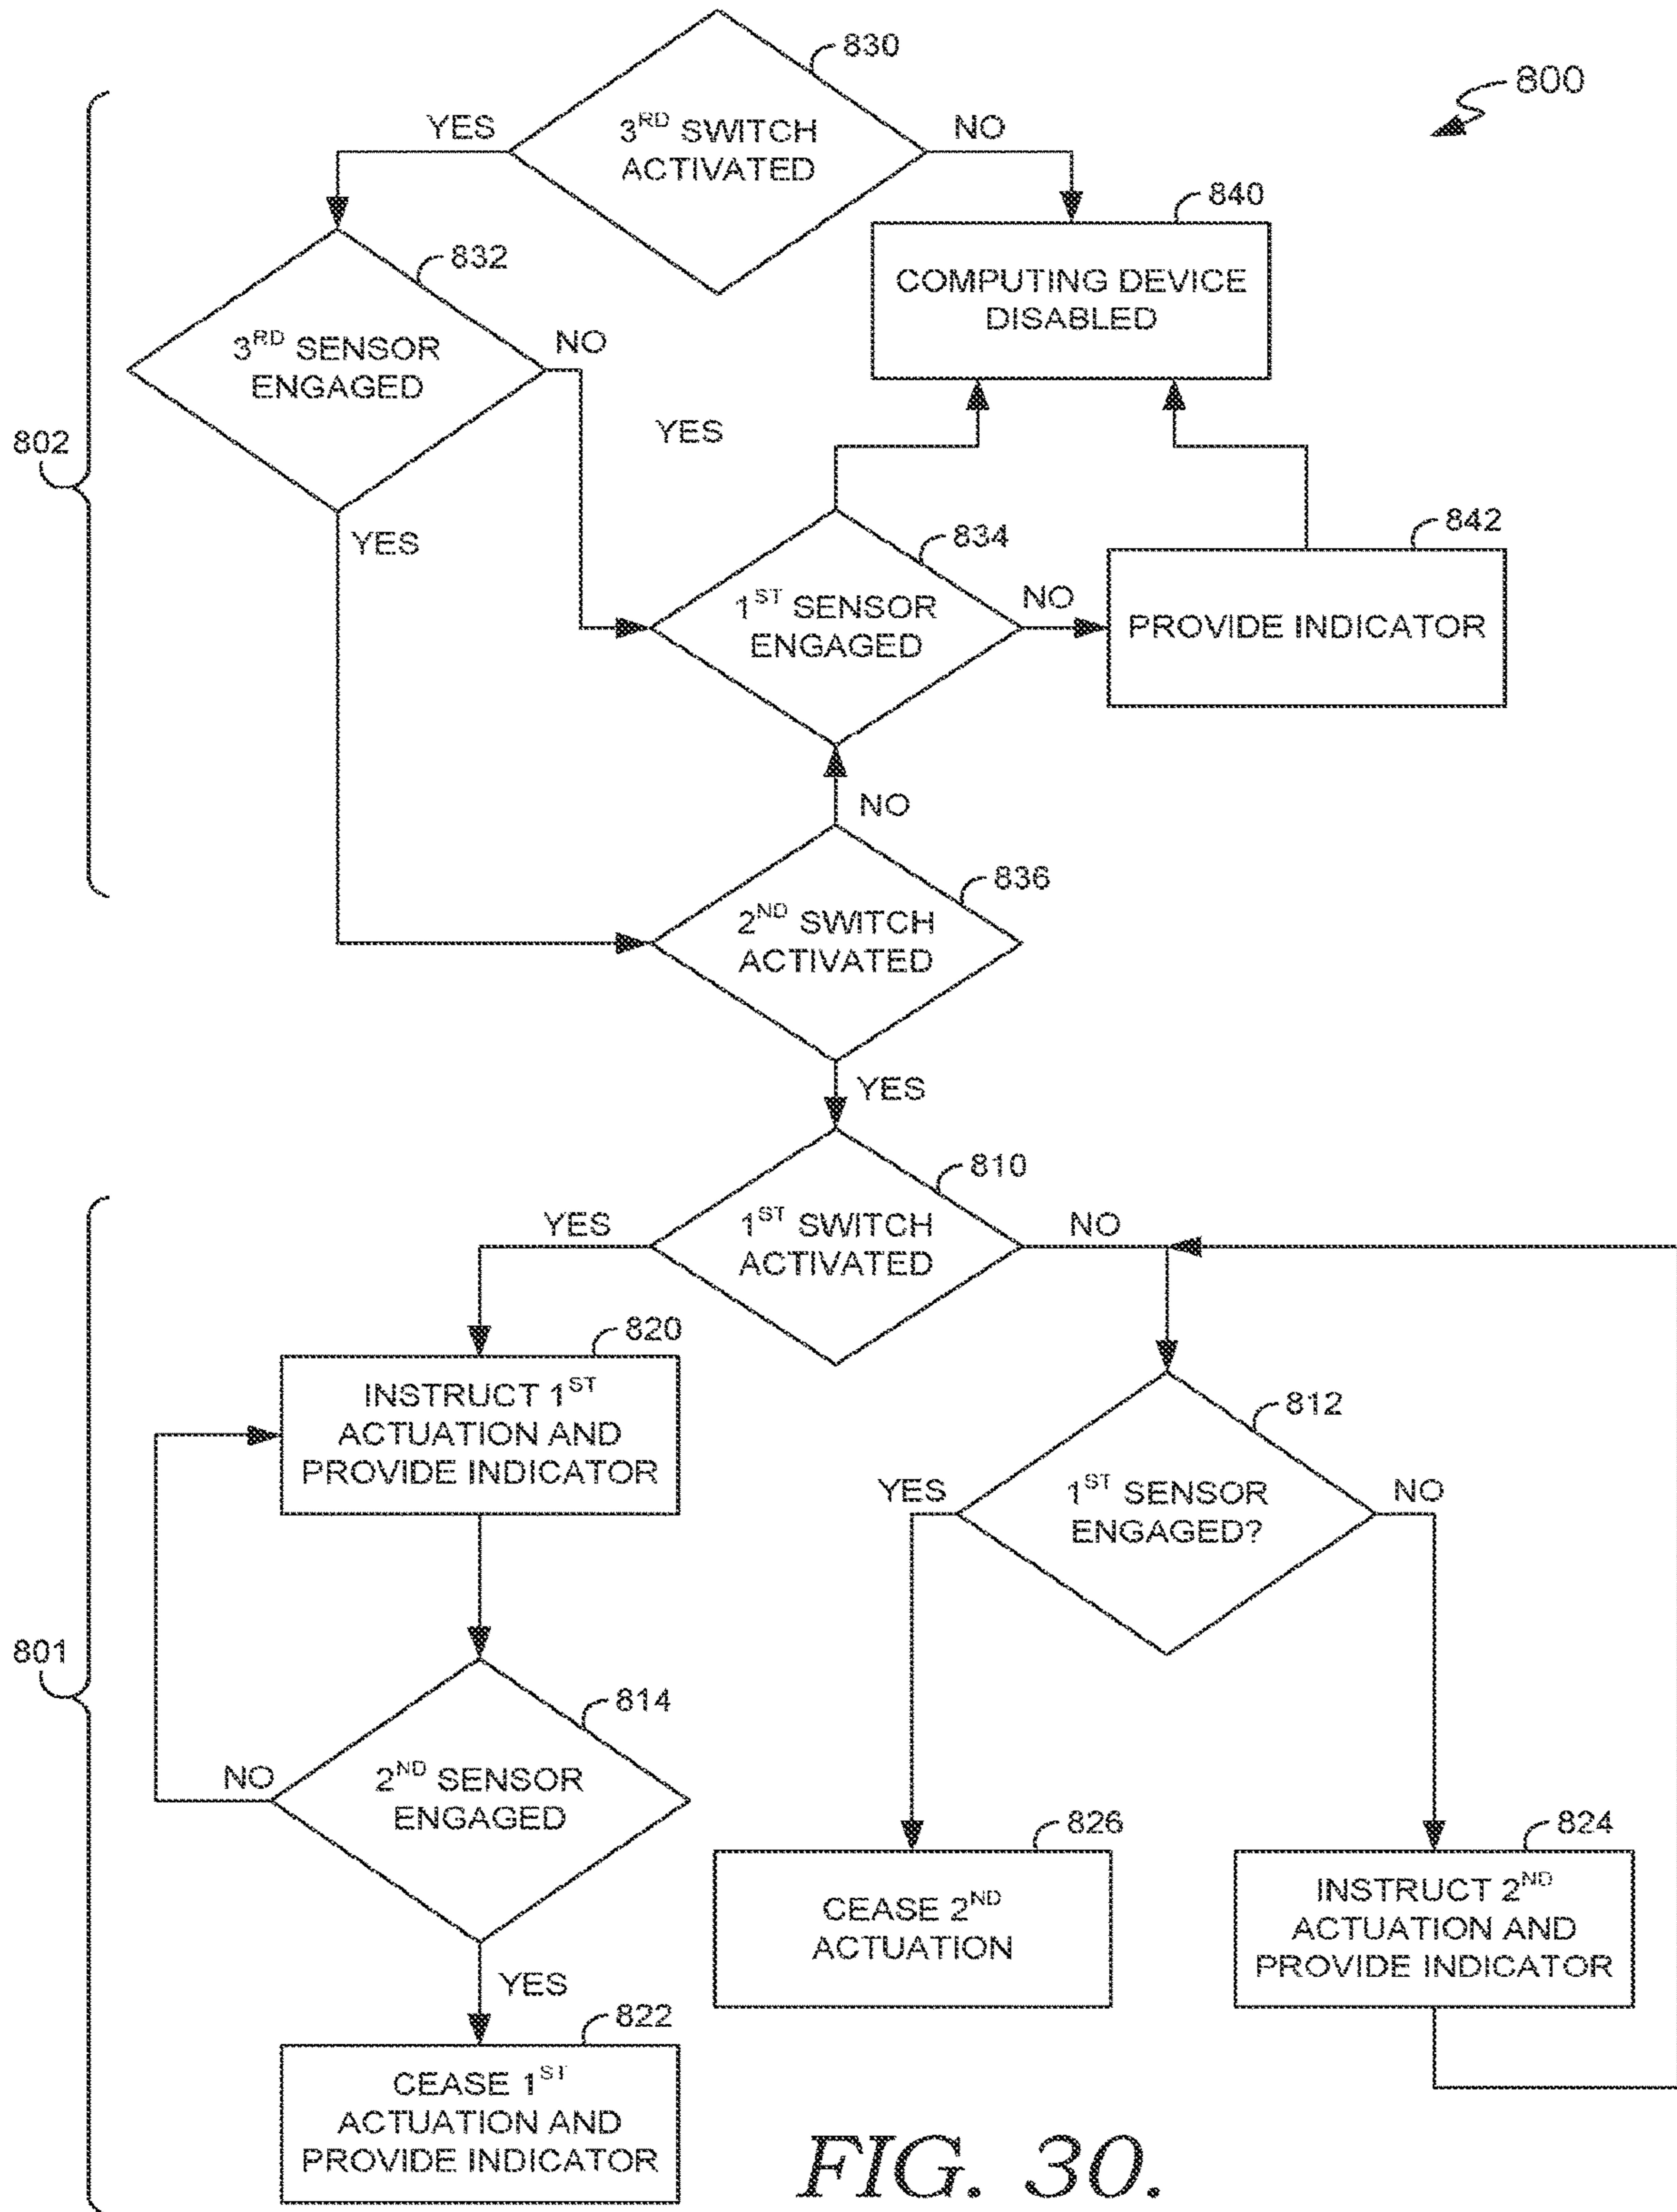 830
800
YES
3RD SWITCH
ACTIVATED
NO
840
832
COMPUTING DEVICE
DISABLED
3RD SENSOR
ENGAGED
NO
YES
802
YES
834
842
1ST SENSOR
ENGAGED
NO
PROVIDE INDICATOR
NO
836
2ND SWITCH
ACTIVATED
YES
810
YES
1ST SWITCH
ACTIVATED
NO
820
INSTRUCT 1ST
ACTUATION AND
PROVIDE INDICATOR
812
YES
1ST SENSOR
ENGAGED?
NO
801
814
NO
2ND SENSOR
ENGAGED
826
824
CEASE 2ND
ACTUATION
INSTRUCT 2ND
ACTUATION AND
PROVIDE INDICATOR
YES
822
CEASE 1ST
ACTUATION AND
PROVIDE INDICATOR
FIG. 30.